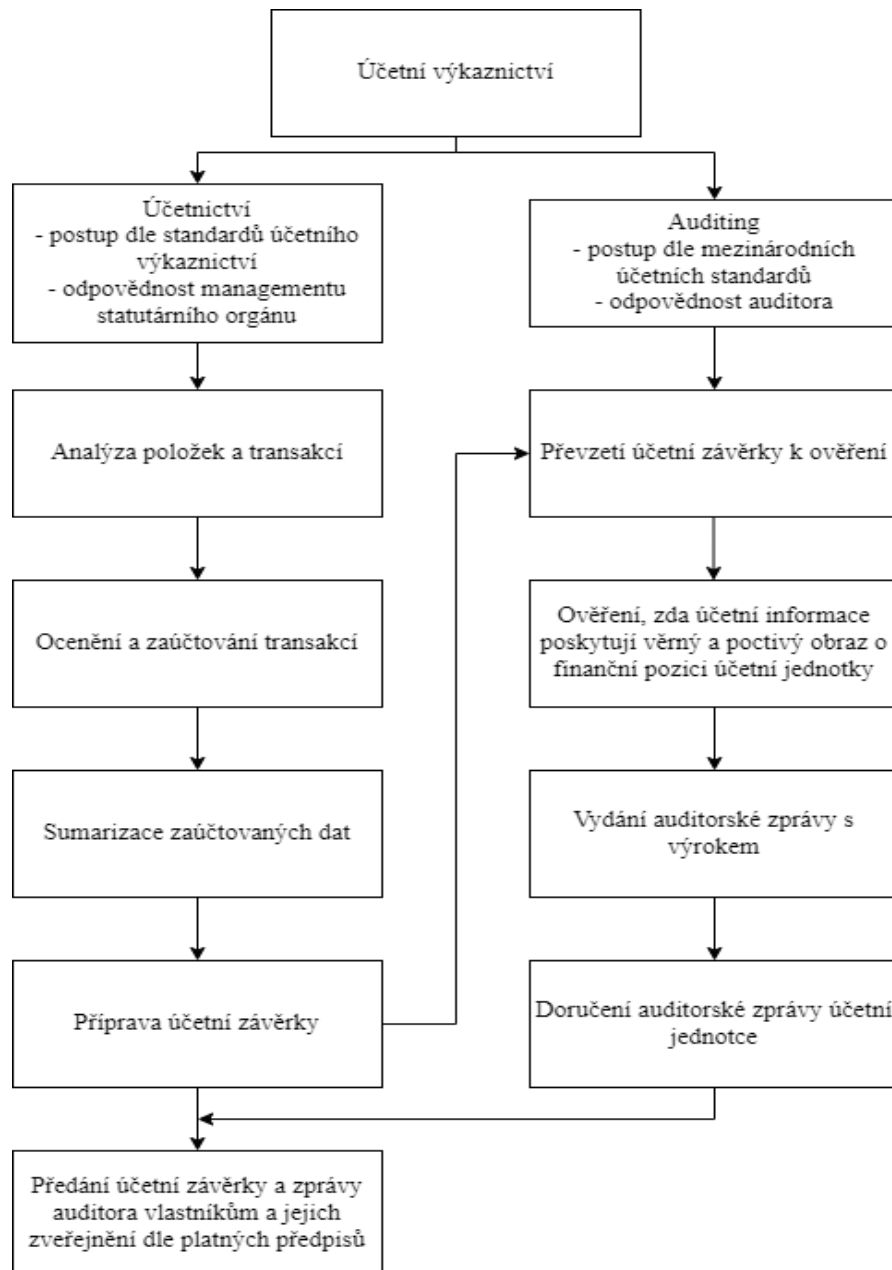 Účetní výkaznictví
Účetnictví
- postup dle standardů účetního
výkaznictví
- odpovědnost managementu
statutárního orgánu
Auditing
- postup dle mezinárodních
účetních standardů
- odpovědnost auditora
Analýza položek a transakcí
Převzetí účetní závěrky k ověření
Ocenění a zaúčtování transakcí
Ověření, zda účetní informace
poskytují věrný a poctivý obraz o
finanční pozici účetní jednotky
Sumarizace zaúčtovaných dat
Vydání auditorské zprávy s
výrokem
Příprava účetní závěrky
Doručení auditorské zprávy účetní
jednotce
Předání účetní závěrky a zprávy
auditora vlastníkům a jejich
zveřejnění dle platných předpisů